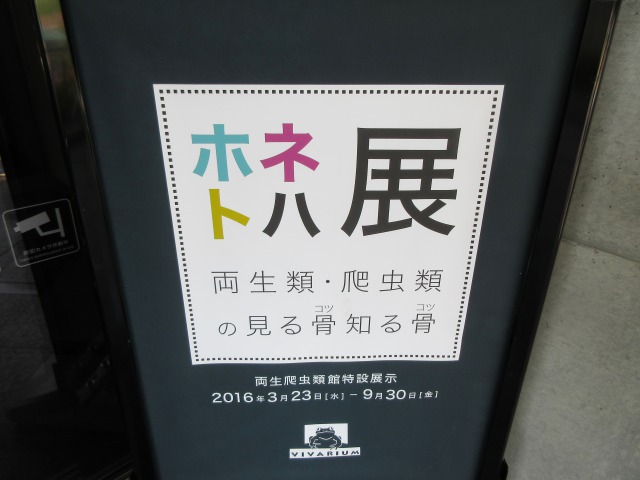 ホネ
トハ
展
両生類・爬虫類
の見る骨知る骨
コツ コツ
両生爬虫類館特設展示
2016年3月23日[水] − 9月30日[金]
VIVARIUM